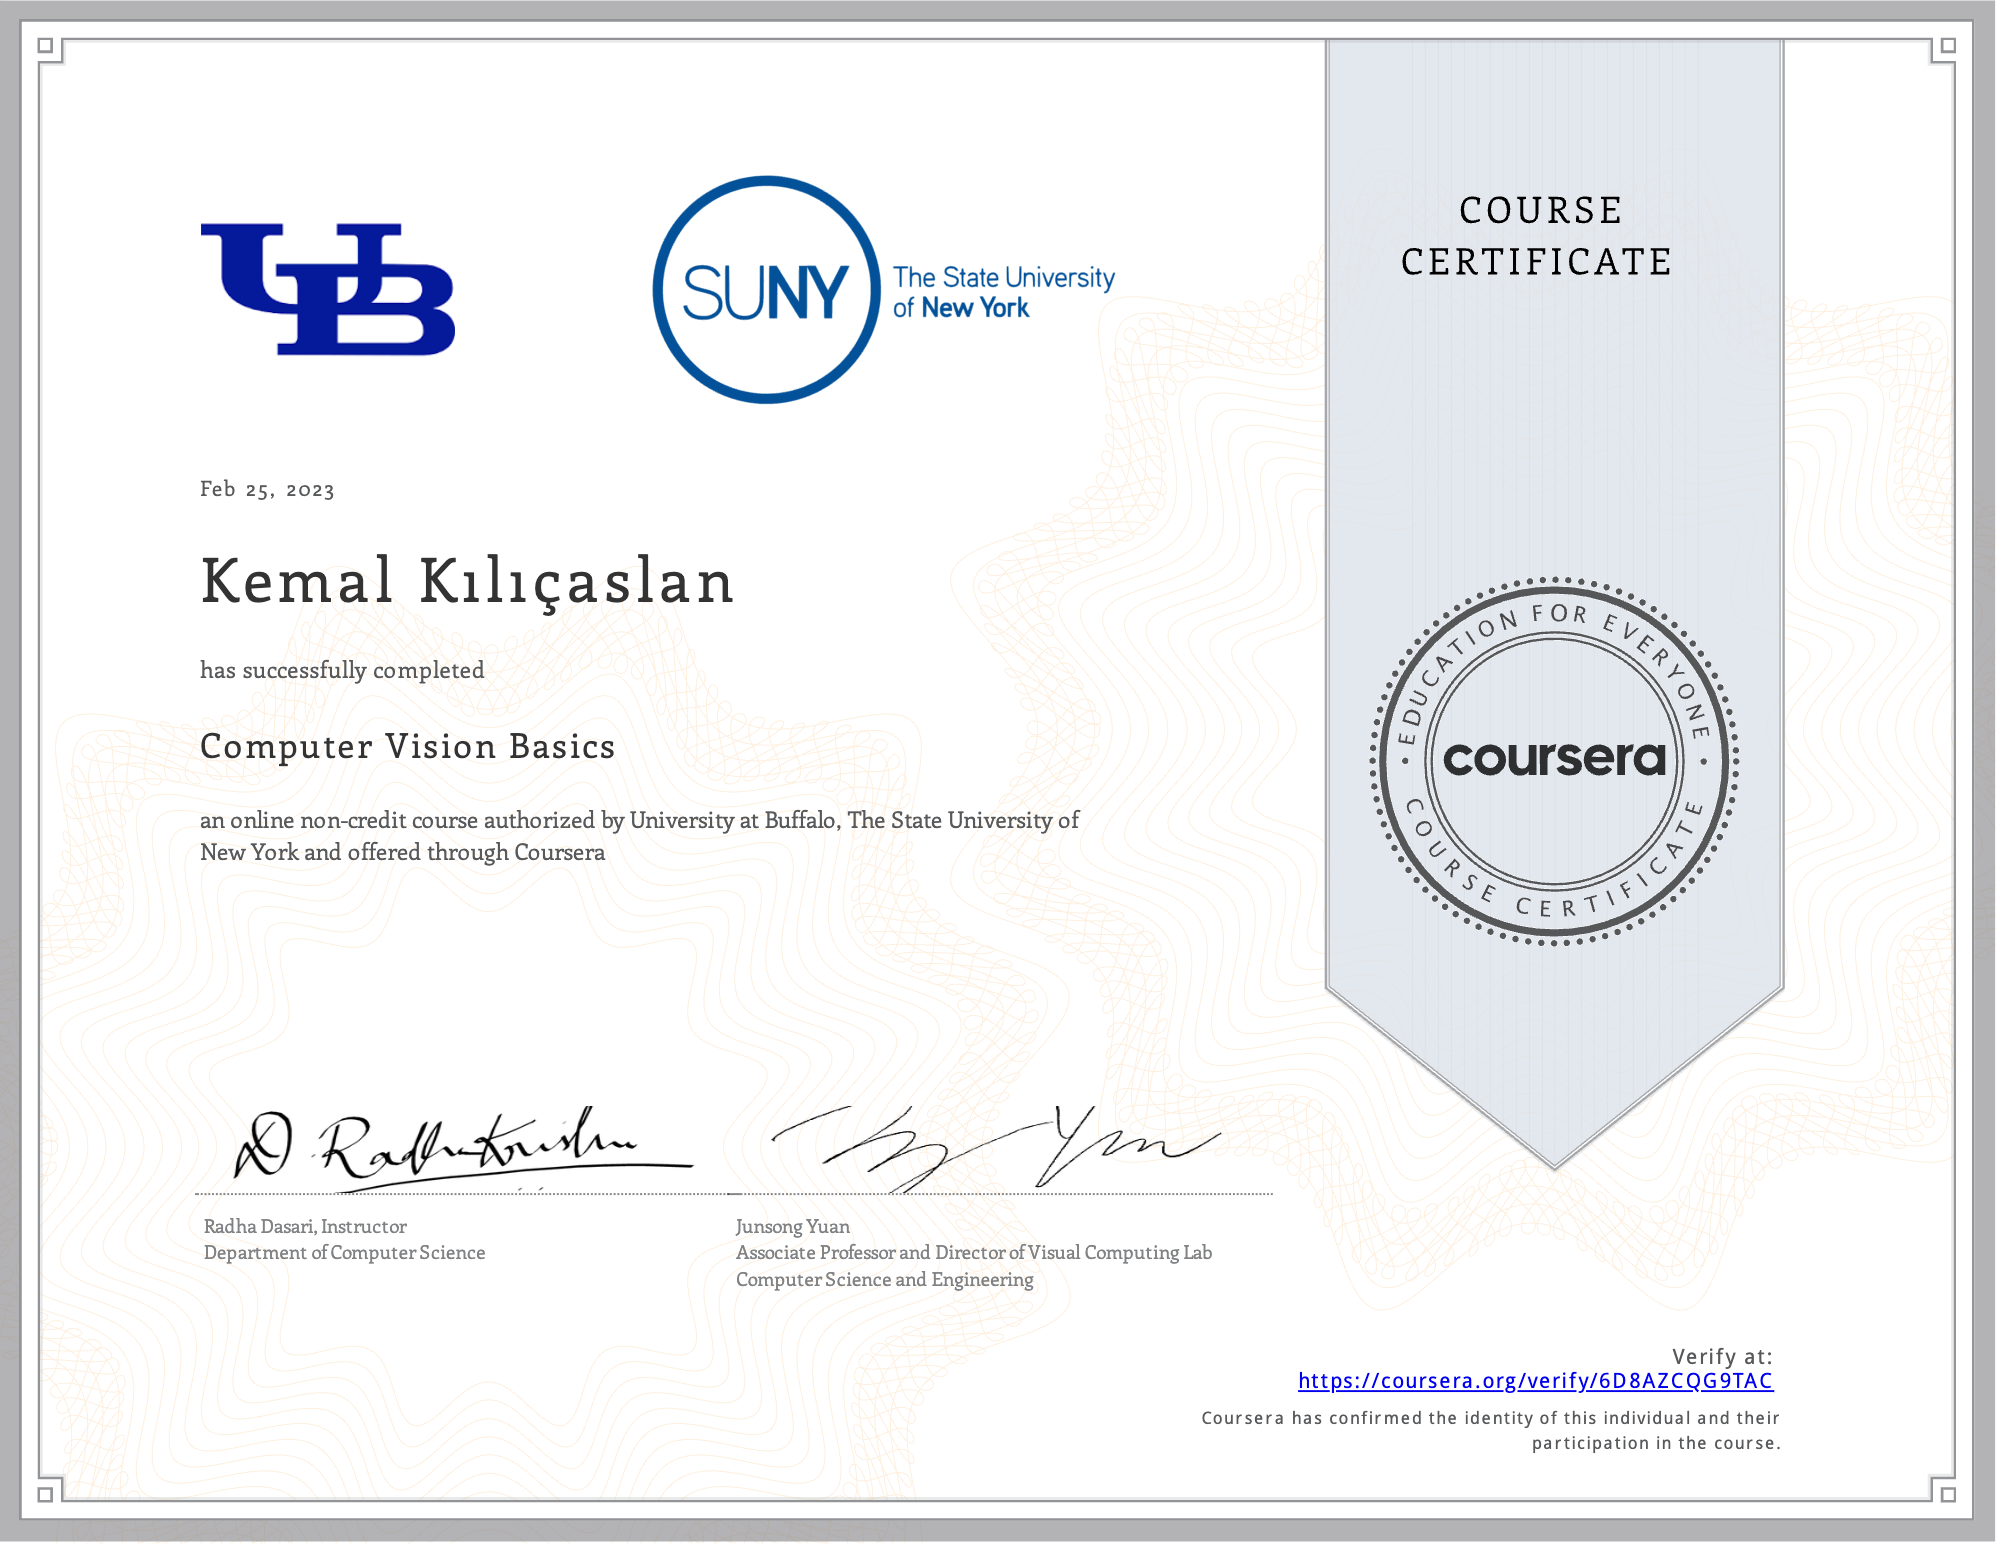 UB
SUNY
The State University
of New York
COURSE
CERTIFICATE
Feb 25, 2023
Kemal Kılıçaslan
has successfully completed
Computer Vision Basics
an online non-credit course authorized by University at Buffalo, The State University of
New York and offered through Coursera
EDUCATION FOR EVERYONE
coursera
COURSE CERTIFICATE
D RadhaKrishna
Radha Dasari, Instructor
Department of Computer Science
Junsong Yuan
Associate Professor and Director of Visual Computing Lab
Computer Science and Engineering
Verify at:
https://coursera.org/verify/6D8AZCQG9TAC
Coursera has confirmed the identity of this individual and their
participation in the course.